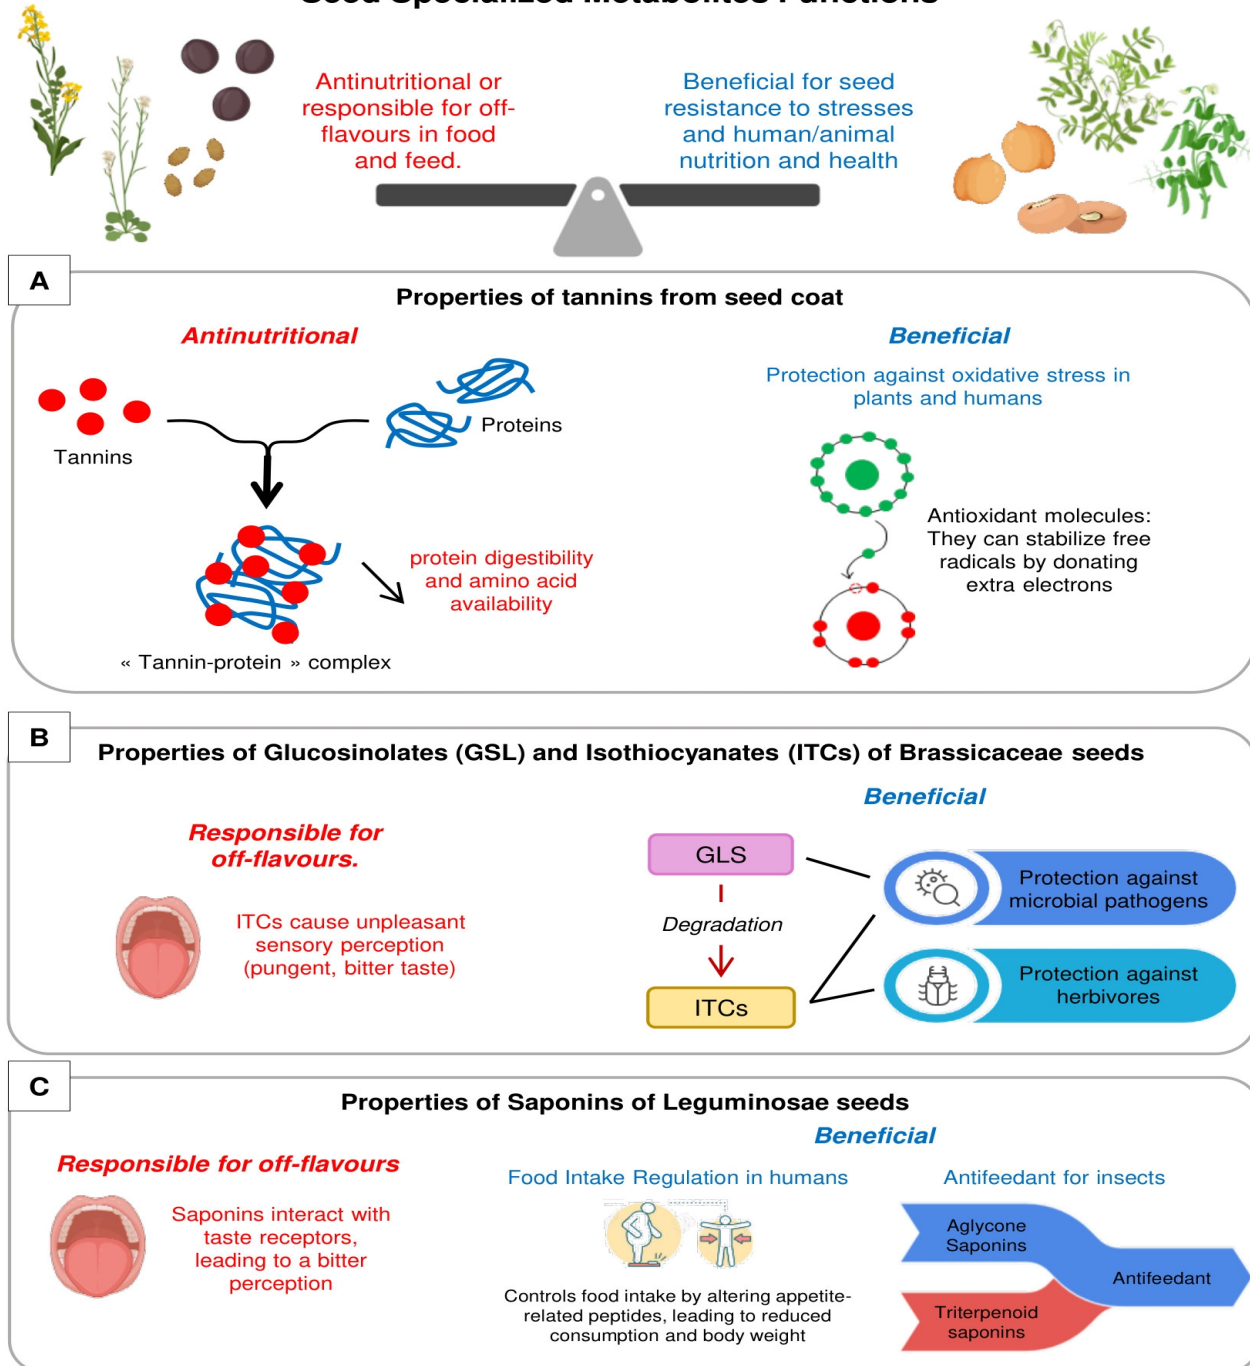 Seed Specialized Metabolites Functions
Antinutritional or
responsible for off-
flavours in food
and feed.
Beneficial for seed
resistance to stresses
and human/animal
nutrition and health
A
Properties of tannins from seed coat
Antinutritional
Tannins
Proteins
protein digestibility
and amino acid
availability
« Tannin-protein » complex
Beneficial
Protection against oxidative stress in
plants and humans
Antioxidant molecules:
They can stabilize free
radicals by donating
extra electrons
B
Properties of Glucosinolates (GSL) and Isothiocyanates (ITCs) of Brassicaceae seeds
Responsible for
off-flavours.
ITCs cause unpleasant
sensory perception
(pungent, bitter taste)
Beneficial
GLS
Degradation
ITCs
Protection against
microbial pathogens
Protection against
herbivores
C
Properties of Saponins of Leguminosae seeds
Responsible for off-flavours
Saponins interact with
taste receptors,
leading to a bitter
perception
Beneficial
Food Intake Regulation in humans
Controls food intake by altering appetite-
related peptides, leading to reduced
consumption and body weight
Antifeedant for insects
Aglycone
Saponins
Triterpenoid
saponins
Antifeedant